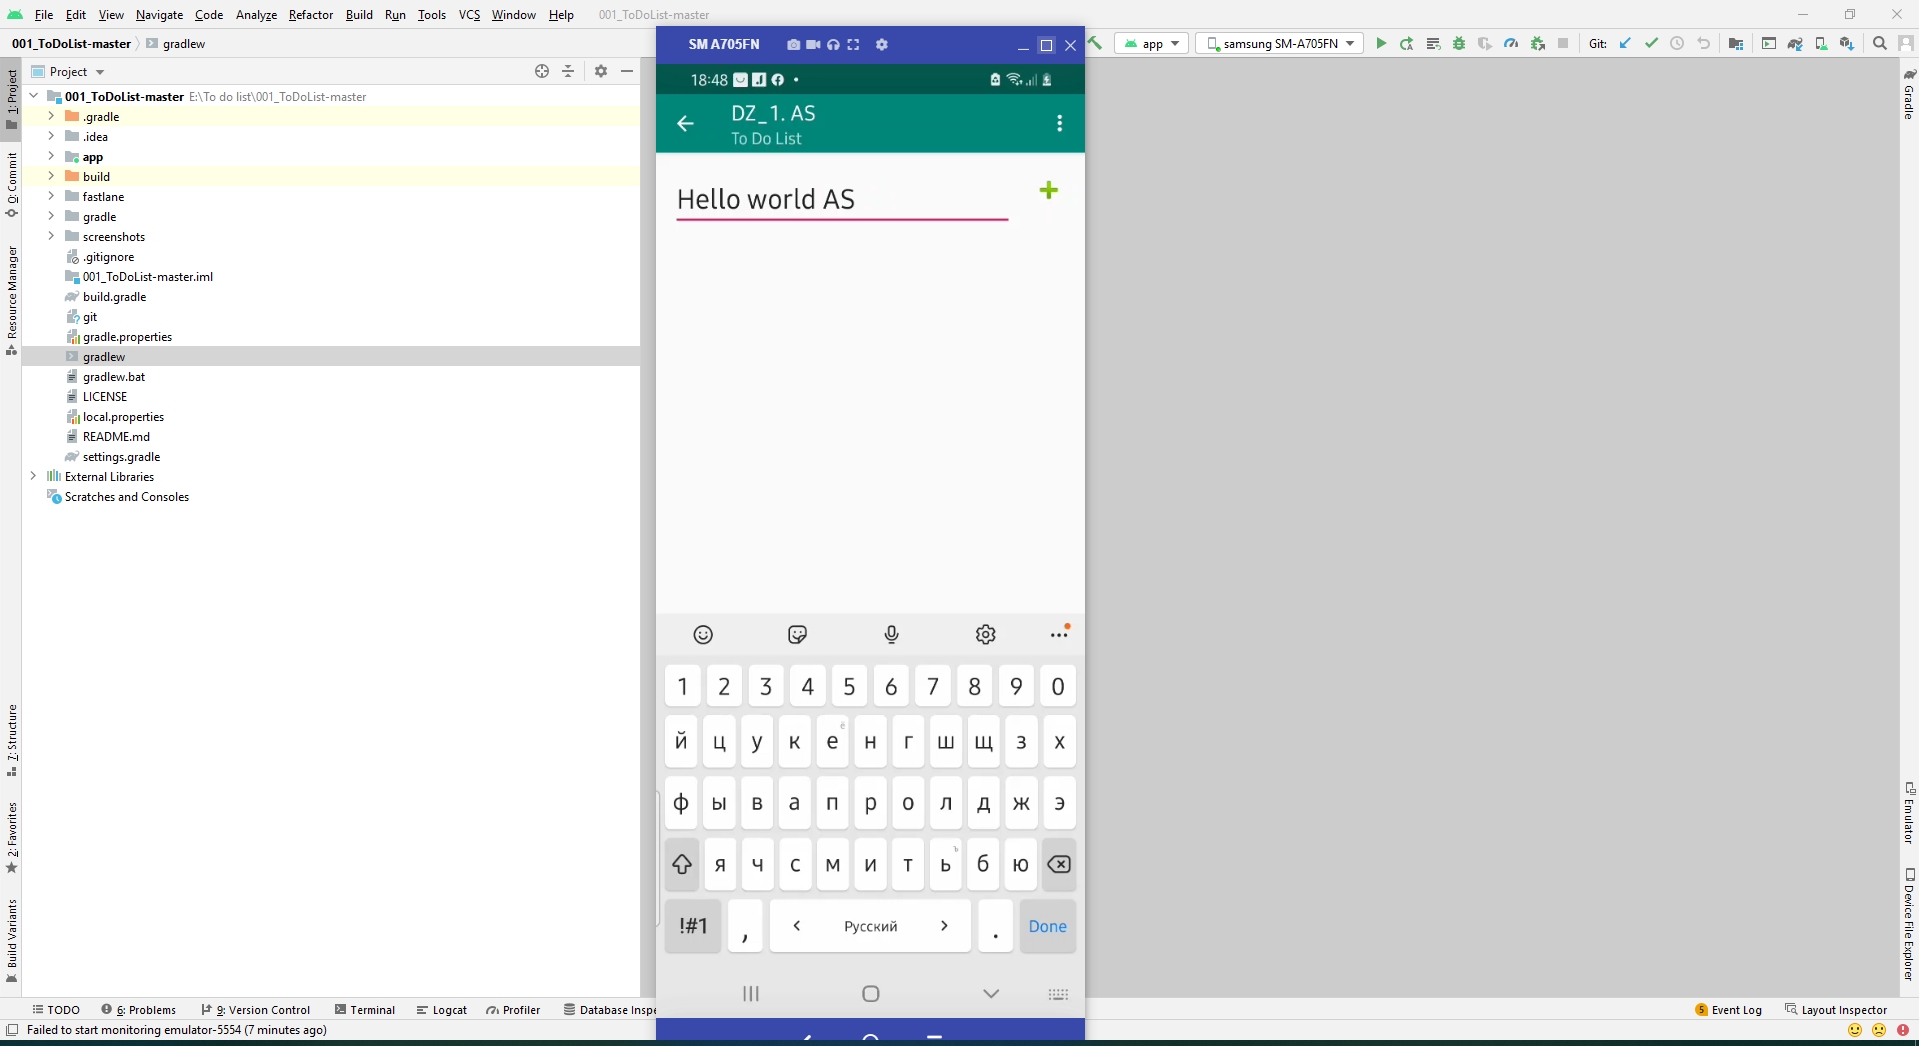 File Edit View Navigate Code Analyze Refactor Build Run Tools VCS Window Help 001_ToDoList-master
001_ToDoList-master gradlew
app samsung SM-A705FN Git:
Project
001_ToDoList-master E:\To do list\001_ToDoList-master
.gradle
.idea
app
build
fastlane
gradle
screenshots
.gitignore
001_ToDoList-master.iml
build.gradle
git
gradle.properties
gradlew
gradlew.bat
LICENSE
local.properties
README.md
settings.gradle
External Libraries
Scratches and Consoles
1: Project
0: Commit
Resource Manager
7: Structure
2: Favorites
Build Variants
SM A705FN
18:48
DZ_1. AS
To Do List
Hello world AS
1 2 3 4 5 6 7 8 9 0
й ц у к е ё н г ш щ з х
ф ы в а п р о л д ж э
я ч с м и т ь ъ б ю
!#1 , < Русский > . Done
Gradle
Emulator
Device File Explorer
TODO 6: Problems 9: Version Control Terminal Logcat Profiler Database Inspe
5 Event Log Layout Inspector
Failed to start monitoring emulator-5554 (7 minutes ago)